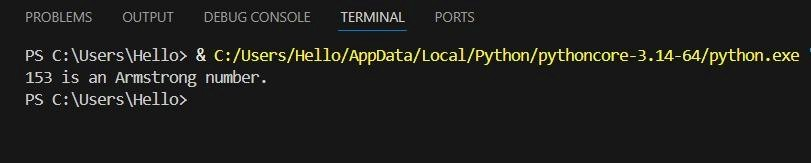 PROBLEMS OUTPUT DEBUG CONSOLE TERMINAL PORTS
PS C:\Users\Hello> & C:/Users/Hello/AppData/Local/Python/pythoncore-3.14-64/python.exe
153 is an Armstrong number.
PS C:\Users\Hello>